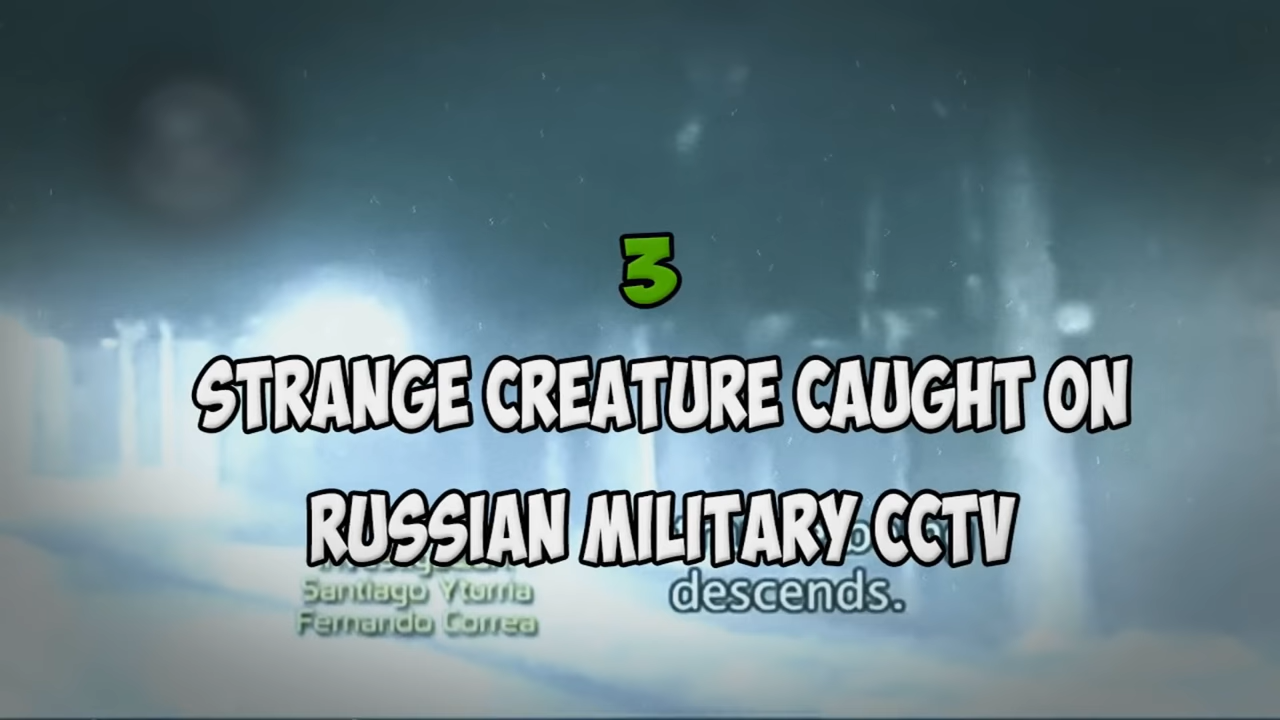 3
STRANGE CREATURE CAUGHT ON
RUSSIAN MILITARY CCTV
descends.
Santiago Yturria
Fernando Correa